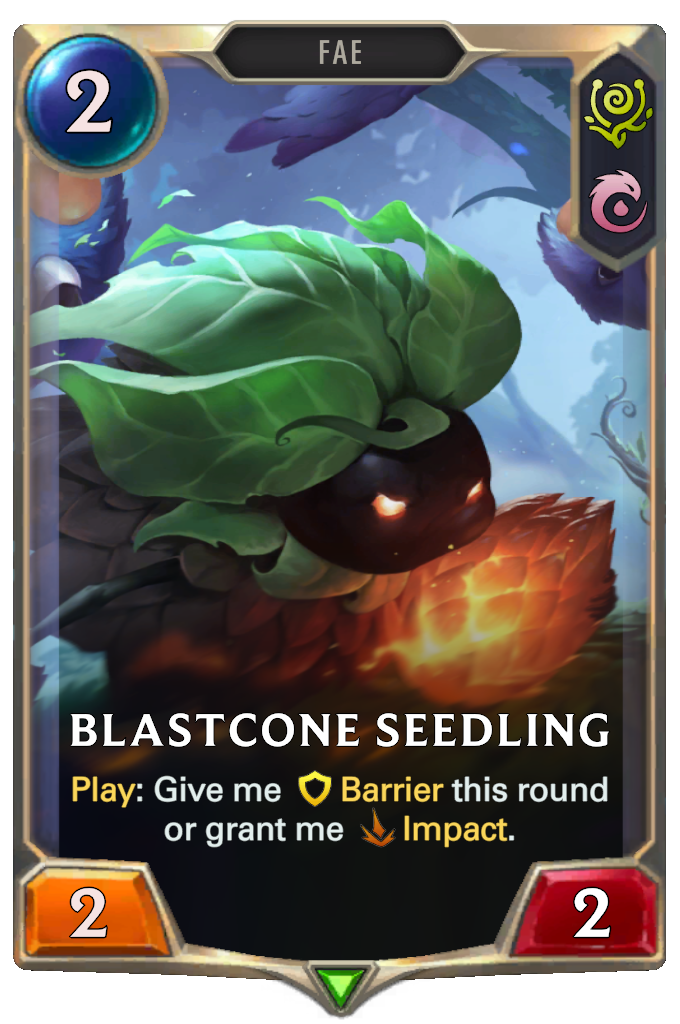 FAE
2
BLASTCONE SEEDLING
Play: Give me Barrier this round
or grant me Impact.
2
2